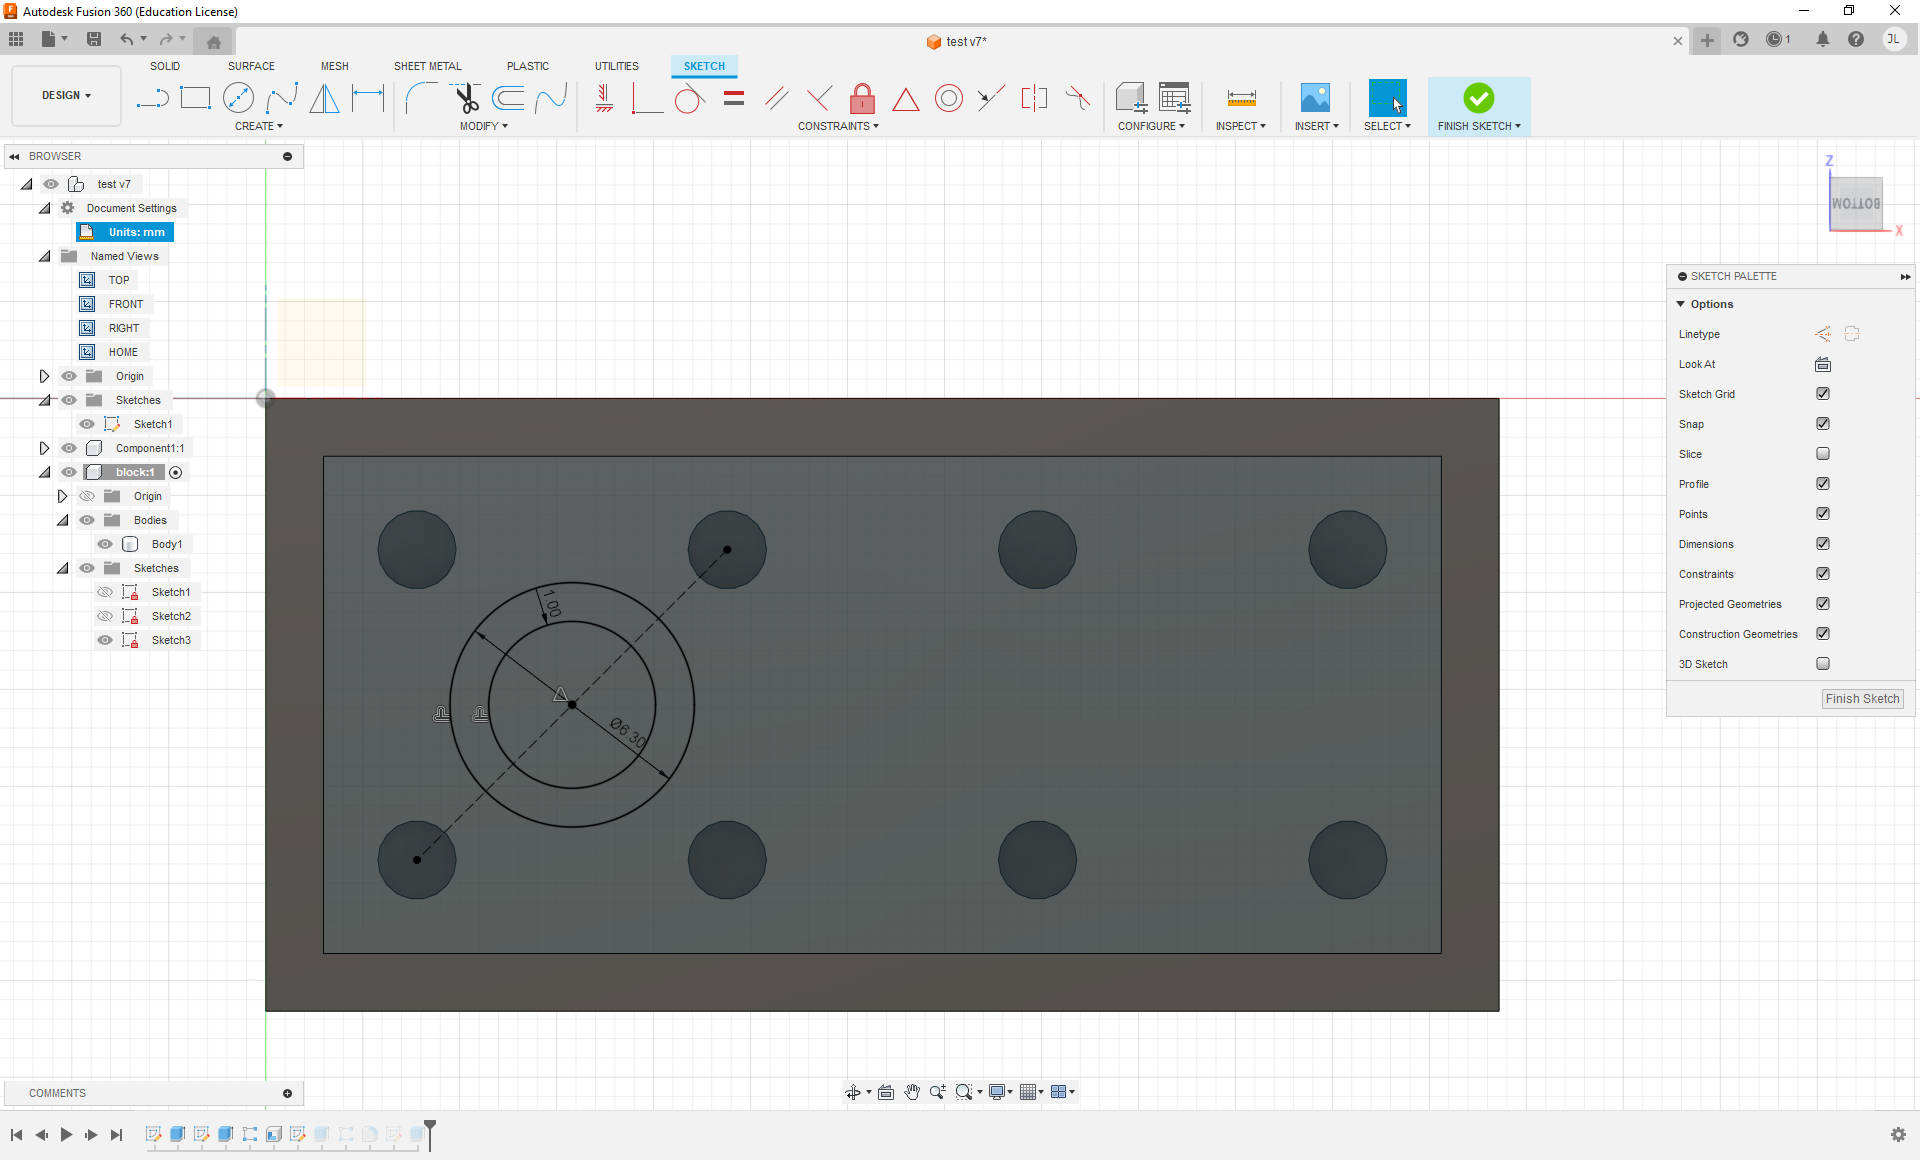 Autodesk Fusion 360 (Education License)
test v7*
1
JL
DESIGN
SOLID
SURFACE
MESH
SHEET METAL
PLASTIC
UTILITIES
SKETCH
CREATE
MODIFY
CONSTRAINTS
CONFIGURE
INSPECT
INSERT
SELECT
FINISH SKETCH
BROWSER
test v7
Document Settings
Units: mm
Named Views
TOP
FRONT
RIGHT
HOME
Origin
Sketches
Sketch1
Component1:1
block:1
Origin
Bodies
Body1
Sketches
Sketch1
Sketch2
Sketch3
1.00
Ø6.30
Z
BOTTOM
X
SKETCH PALETTE
Options
Linetype
Look At
Sketch Grid
Snap
Slice
Profile
Points
Dimensions
Constraints
Projected Geometries
Construction Geometries
3D Sketch
Finish Sketch
COMMENTS